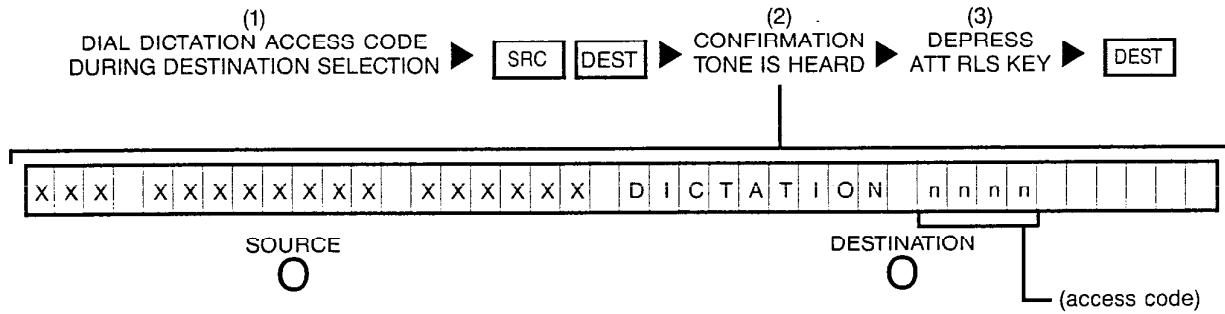 (1) (2) (3)
DIAL DICTATION ACCESS CODE CONFIRMATION DEPRESS
DURING DESTINATION SELECTION SRC DEST TONE IS HEARD ATT RLS KEY DEST
X X X X X X X X X X X X X X X X X D I C T A T I O N n n n n
SOURCE DESTINATION
O O
(access code)